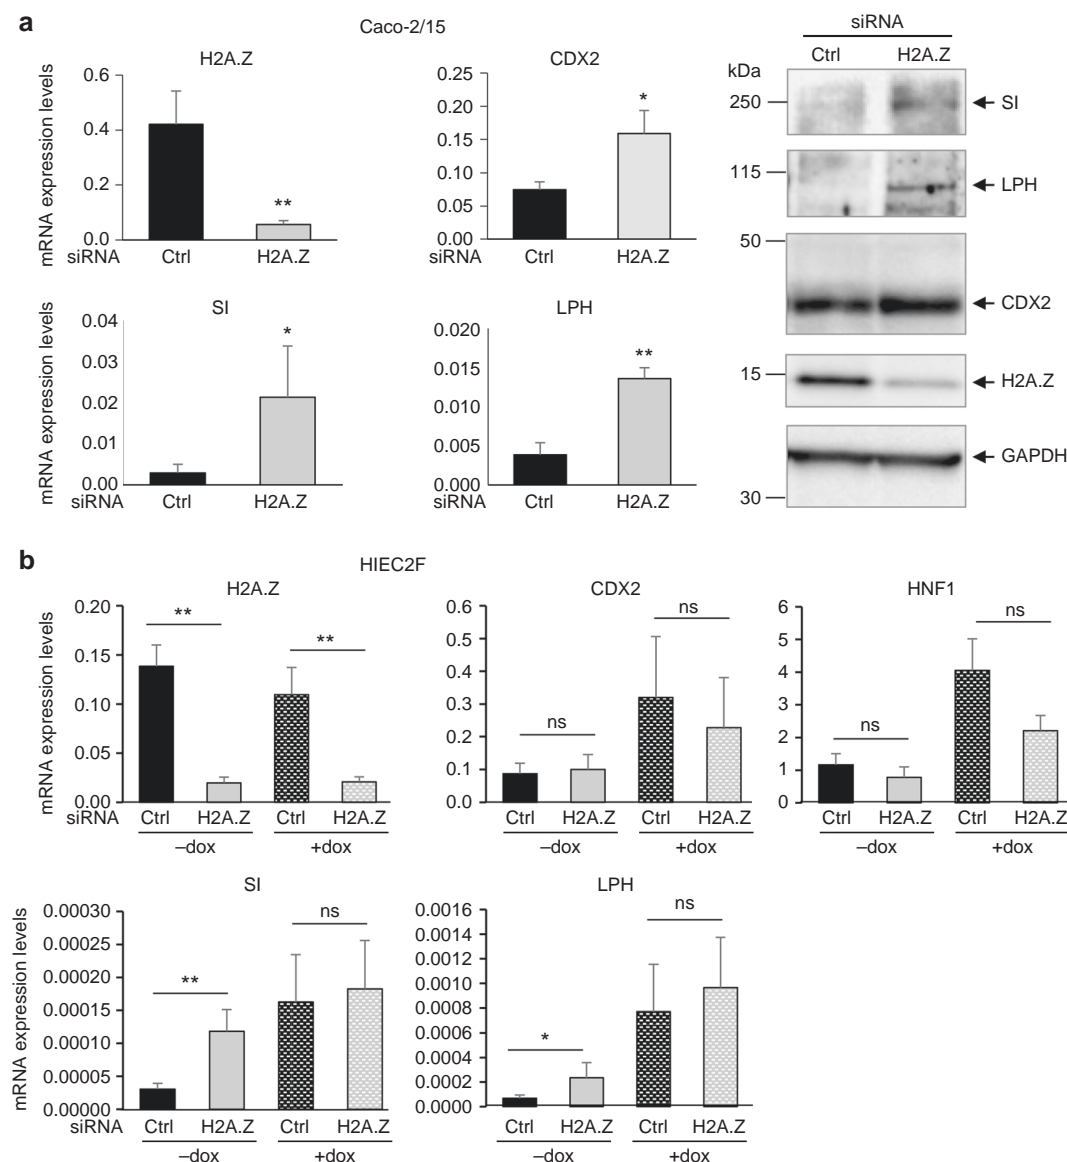 a
Caco-2/15
H2A.Z
mRNA expression levels
0.6
0.4
0.2
0.0
**
siRNA Ctrl H2A.Z
CDX2
0.25
0.20
0.15
0.10
0.05
0.00
*
siRNA Ctrl H2A.Z
SI
mRNA expression levels
0.04
0.03
0.02
0.01
0.00
*
siRNA Ctrl H2A.Z
LPH
0.020
0.015
0.010
0.005
0.000
**
siRNA Ctrl H2A.Z
siRNA
kDa Ctrl H2A.Z
250 SI
115 LPH
50
CDX2
15 H2A.Z
GAPDH
30
b
HIEC2F
H2A.Z
mRNA expression levels
0.20
0.15
0.10
0.05
0.00
** **
siRNA Ctrl H2A.Z Ctrl H2A.Z
–dox +dox
CDX2
0.6
0.5
0.4
0.3
0.2
0.1
0.0
ns ns
Ctrl H2A.Z Ctrl H2A.Z
–dox +dox
HNF1
6
5
4
3
2
1
0
ns ns
Ctrl H2A.Z Ctrl H2A.Z
–dox +dox
SI
mRNA expression levels
0.00030
0.00025
0.00020
0.00015
0.00010
0.00005
0.00000
** ns
siRNA Ctrl H2A.Z Ctrl H2A.Z
–dox +dox
LPH
0.0016
0.0014
0.0012
0.0010
0.0008
0.0006
0.0004
0.0002
0.0000
* ns
Ctrl H2A.Z Ctrl H2A.Z
–dox +dox